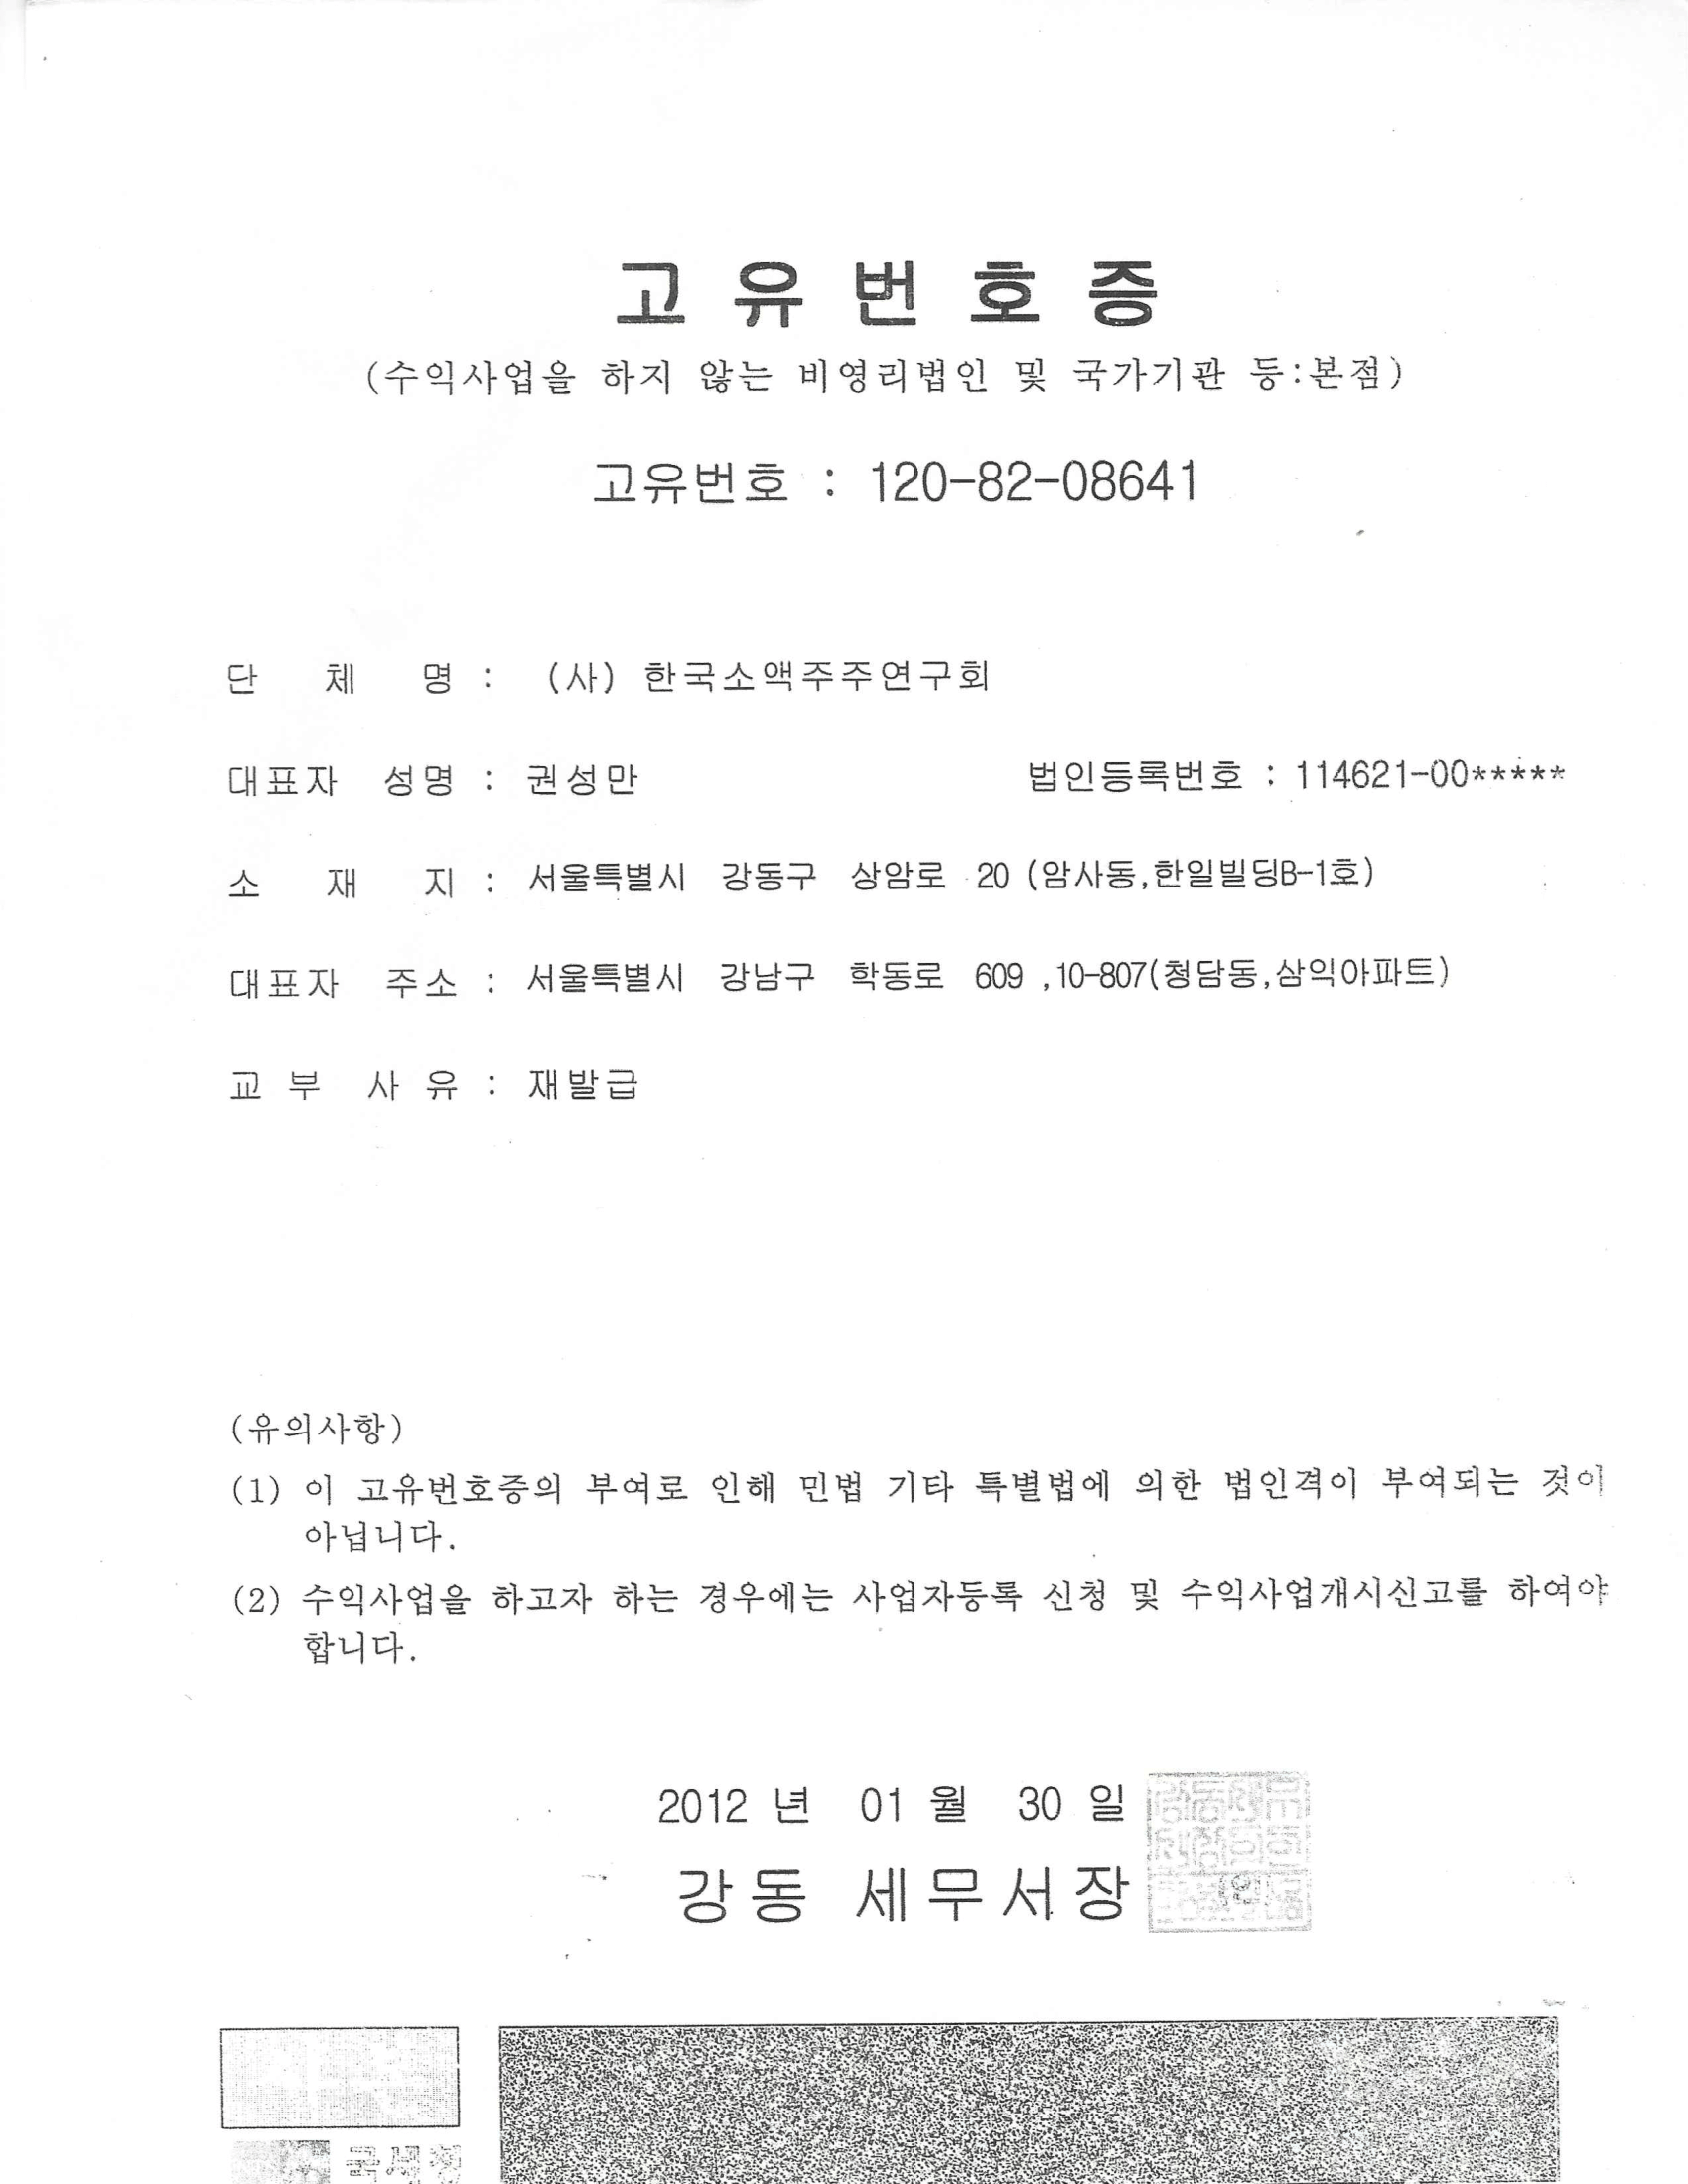 고 유 번 호 증
(수익사업을 하지 않는 비영리법인 및 국가기관 등:본점)
고유번호 : 120-82-08641
단 체 명 : (사) 한국소액주주연구회
대표자 성명 : 권성만 법인등록번호 : 114621-00*****
소 재 지 : 서울특별시 강동구 상암로 20 (암사동,한일빌딩B-1호)
대표자 주소 : 서울특별시 강남구 학동로 609 ,10-807(청담동,삼익아파트)
교 부 사 유 : 재발급
(유의사항)
(1) 이 고유번호증의 부여로 인해 민법 기타 특별법에 의한 법인격이 부여되는 것이
아닙니다.
(2) 수익사업을 하고자 하는 경우에는 사업자등록 신청 및 수익사업개시신고를 하여야
합니다.
2012 년 01 월 30 일
강동 세무서장
국세청